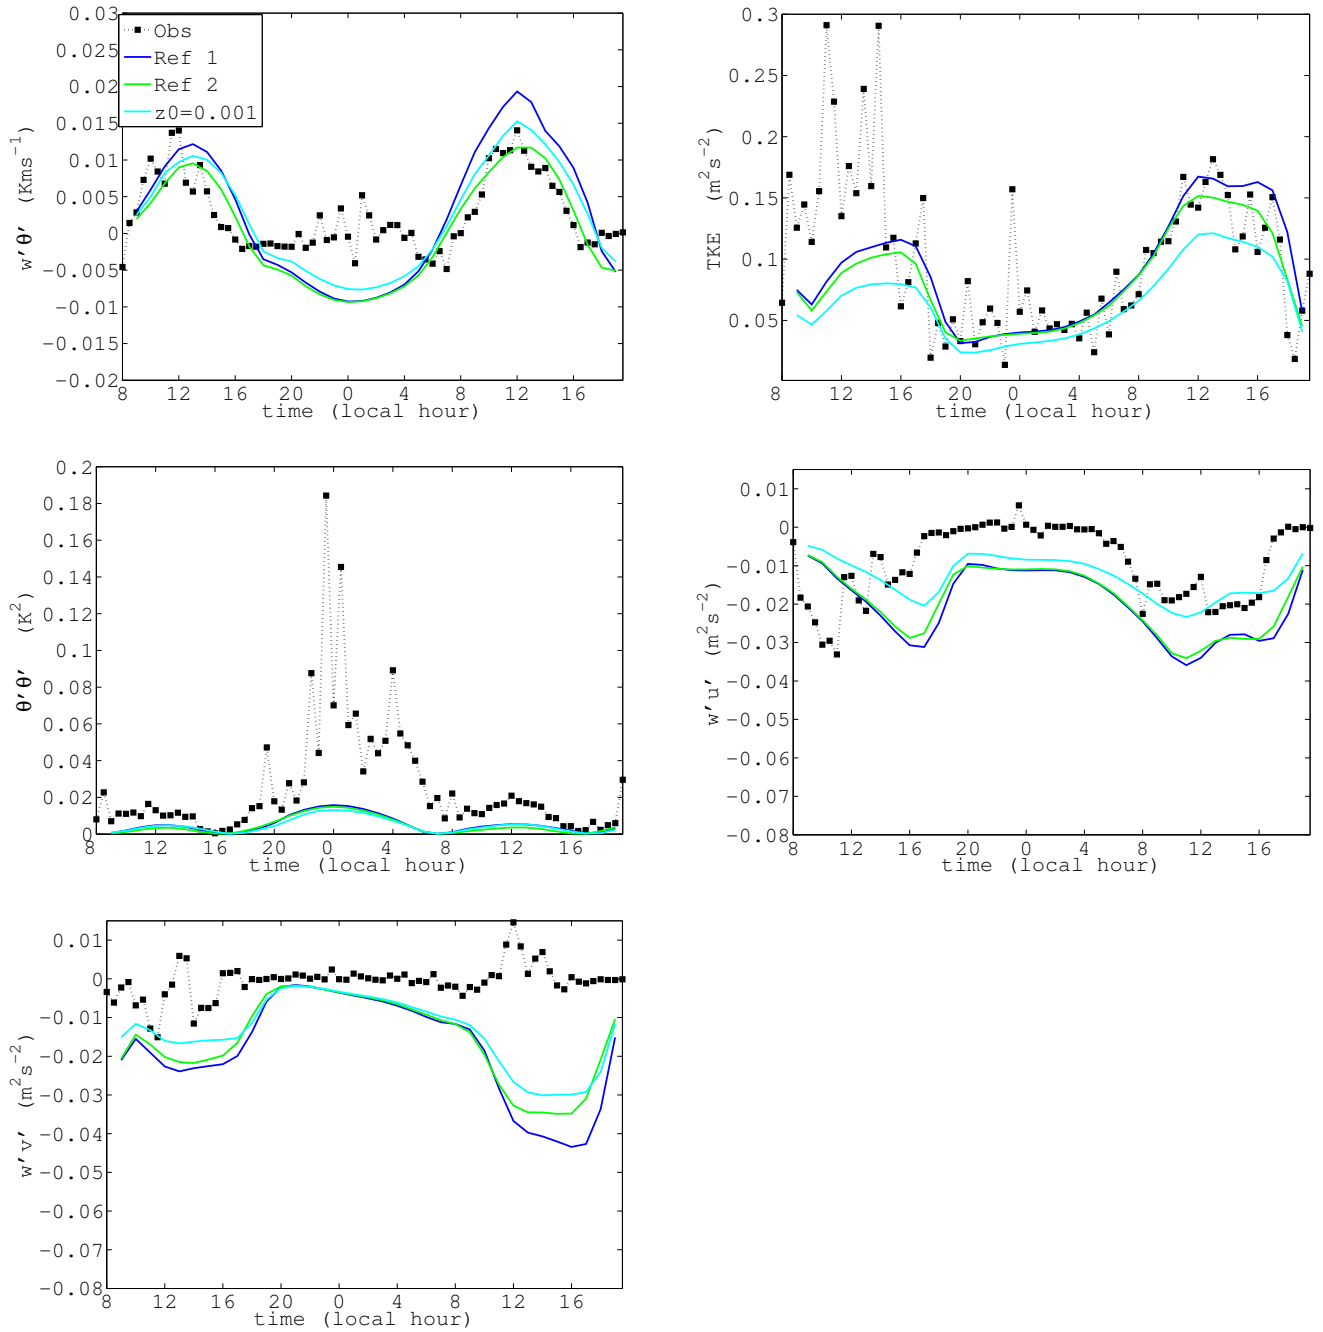 0.03
0.025
0.02
0.015
0.01
0.005
0
−0.005
−0.01
−0.015
−0.02
w′θ′ (Kms⁻¹)
Obs
Ref 1
Ref 2
z0=0.001
8 12 16 20 0 4 8 12 16
time (local hour)
0.3
0.25
0.2
0.15
0.1
0.05
TKE (m²s⁻²)
8 12 16 20 0 4 8 12 16
time (local hour)
0.2
0.18
0.16
0.14
0.12
0.1
0.08
0.06
0.04
0.02
0
θ′θ′ (K²)
8 12 16 20 0 4 8 12 16
time (local hour)
0.01
0
−0.01
−0.02
−0.03
−0.04
−0.05
−0.06
−0.07
−0.08
w′u′ (m²s⁻²)
8 12 16 20 0 4 8 12 16
time (local hour)
0.01
0
−0.01
−0.02
−0.03
−0.04
−0.05
−0.06
−0.07
−0.08
w′v′ (m²s⁻²)
8 12 16 20 0 4 8 12 16
time (local hour)